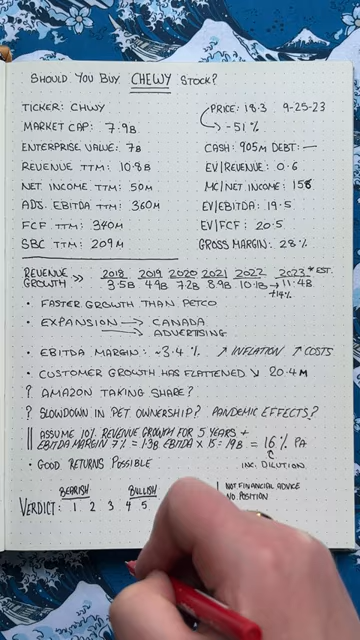 SHOULD YOU BUY CHEWY STOCK?
TICKER: CHWY
PRICE: 18.3 9-25-23
MARKET CAP: 7.9B
→ -51%
ENTERPRISE VALUE: 7B
CASH: 905M DEBT: —
REVENUE TTM: 10.8B
EV/REVENUE: 0.6
NET INCOME TTM: 50M
MC/NET INCOME: 158
ADJ. EBITDA TTM: 360M
EV/EBITDA: 19.5
FCF TTM: 340M
EV/FCF: 20.5
SBC TTM: 209M
GROSS MARGIN: 28%
REVENUE GROWTH >> 2018 2019 2020 2021 2022 2023 *EST.
3.5B 4.9B 7.2B 8.9B 10.1B → 11.4B
+14%
• FASTER GROWTH THAN PETCO
• EXPANSION → CANADA
→ ADVERTISING
• EBITDA MARGIN: ~3.4% ↗ INFLATION ↗ COSTS
• CUSTOMER GROWTH HAS FLATTENED ↘ 20.4M
? AMAZON TAKING SHARE?
? SLOWDOWN IN PET OWNERSHIP? PANDEMIC EFFECTS?
ASSUME 10% REVENUE GROWTH FOR 5 YEARS +
EBITDA MARGIN 7% = 1.3B EBITDA x 15 = 19B = 16% PA
INC. DILUTION
• GOOD RETURNS POSSIBLE
BEARISH BULLISH
VERDICT: 1 2 3 4 5
NOT FINANCIAL ADVICE
NO POSITION